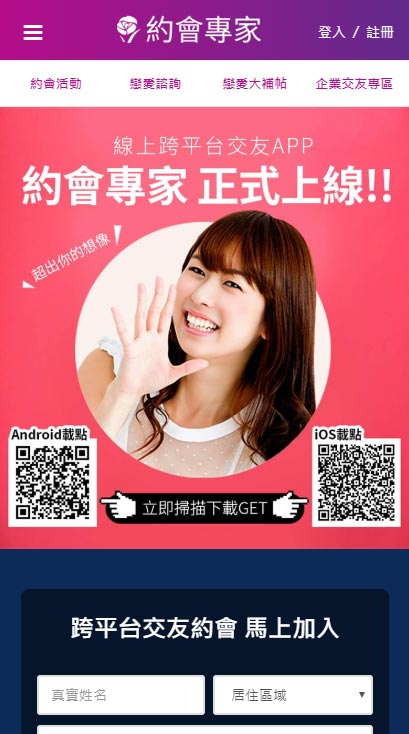 約會專家
登入 / 註冊
約會活動 戀愛諮詢 戀愛大補帖 企業交友專區
線上跨平台交友APP
約會專家 正式上線!!
超出你的想像
Android載點
iOS載點
立即掃描下載GET
跨平台交友約會 馬上加入
真實姓名
居住區域